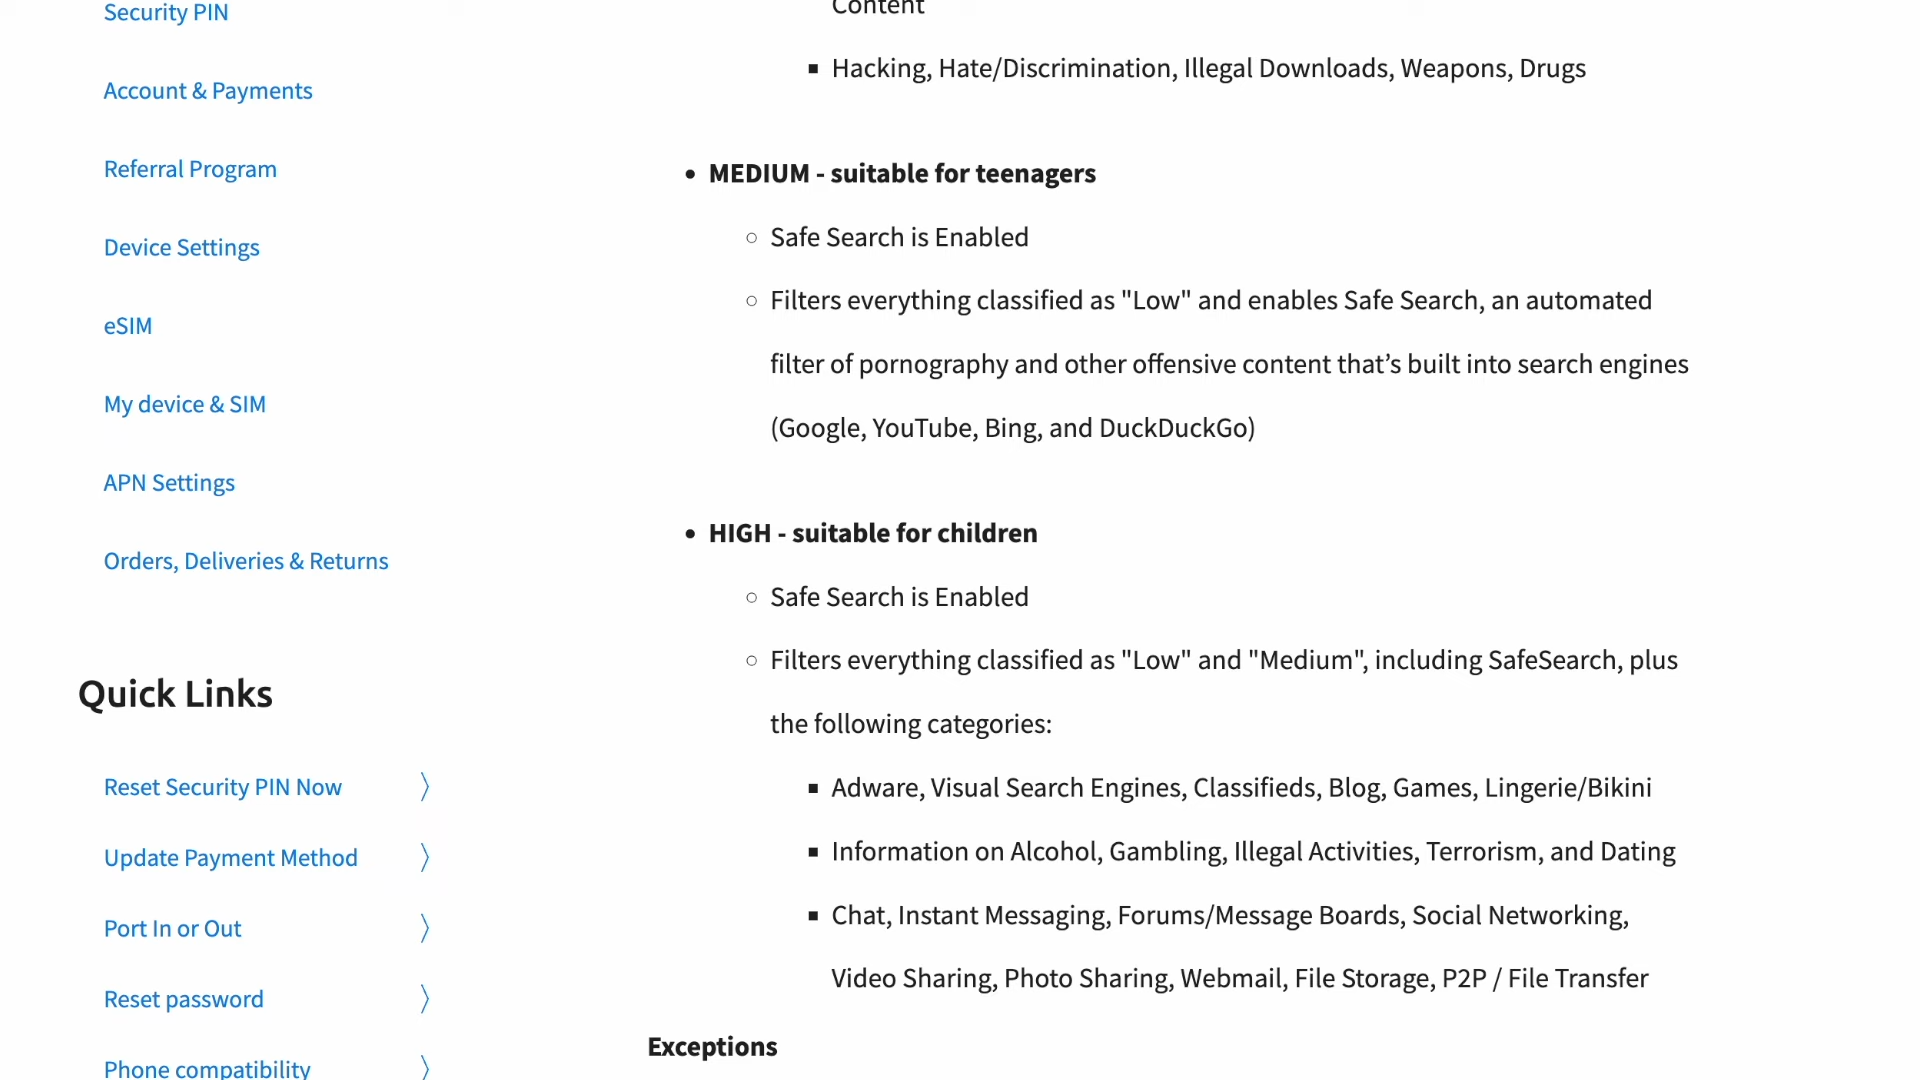 Security PIN
Account & Payments
Referral Program
Device Settings
eSIM
My device & SIM
APN Settings
Orders, Deliveries & Returns
Quick Links
Reset Security PIN Now
Update Payment Method
Port In or Out
Reset password
Phone compatibility
Content
Hacking, Hate/Discrimination, Illegal Downloads, Weapons, Drugs
MEDIUM - suitable for teenagers
Safe Search is Enabled
Filters everything classified as "Low" and enables Safe Search, an automated
filter of pornography and other offensive content that’s built into search engines
(Google, YouTube, Bing, and DuckDuckGo)
HIGH - suitable for children
Safe Search is Enabled
Filters everything classified as "Low" and "Medium", including SafeSearch, plus
the following categories:
Adware, Visual Search Engines, Classifieds, Blog, Games, Lingerie/Bikini
Information on Alcohol, Gambling, Illegal Activities, Terrorism, and Dating
Chat, Instant Messaging, Forums/Message Boards, Social Networking,
Video Sharing, Photo Sharing, Webmail, File Storage, P2P / File Transfer
Exceptions